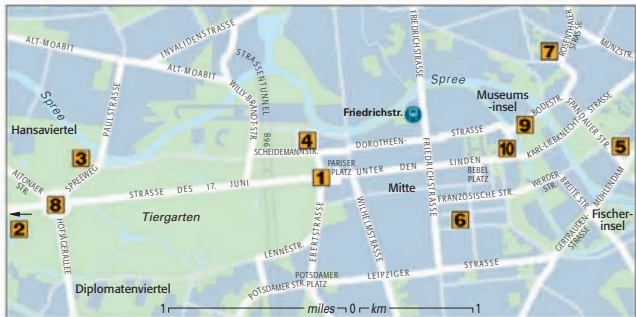 ALT-MOABIT
INVALIDENSTRASSE
STRASSENTUNNEL
FRIEDRICHSTRASSE
ROSENTHALER
STRASSE
MÜNZSTR.
7
Spree
ALT-MOABIT
WILLY-BRANDT-STR.
Spree
Museums
-insel
BODESTR.
SPANDAUER STR.
Friedrichstr.
PAULSTRASSE
Hansaviertel
B96
4
SCHEIDEMANNSTR.
DOROTHEEN-
STRASSE
9
KARL-LIEBKNECHT-STRASSE
3
10
5
PARISER
PLATZ
UNTER DEN LINDEN
BEBEL
PLATZ
ALTONAER
STR.
SPREEWEG
STRASSE DES 17. JUNI
1
Mitte
FRIEDRICHSTRASSE
FRANZÖSISCHE STR.
WERDER-
STR.
BREITE STR.
MÜHLENDAM
8
2
Tiergarten
HOFJÄGERALLEE
EBERTSTRASSE
WILHELMSTRASSE
6
Fischer-
insel
GERTRAUDEN-
STRASSE
LENNÉSTR.
Diplomatenviertel
POTSDAMER
PLATZ
POTSDAMER STR.
LEIPZIGER STRASSE
1 miles 0 km 1